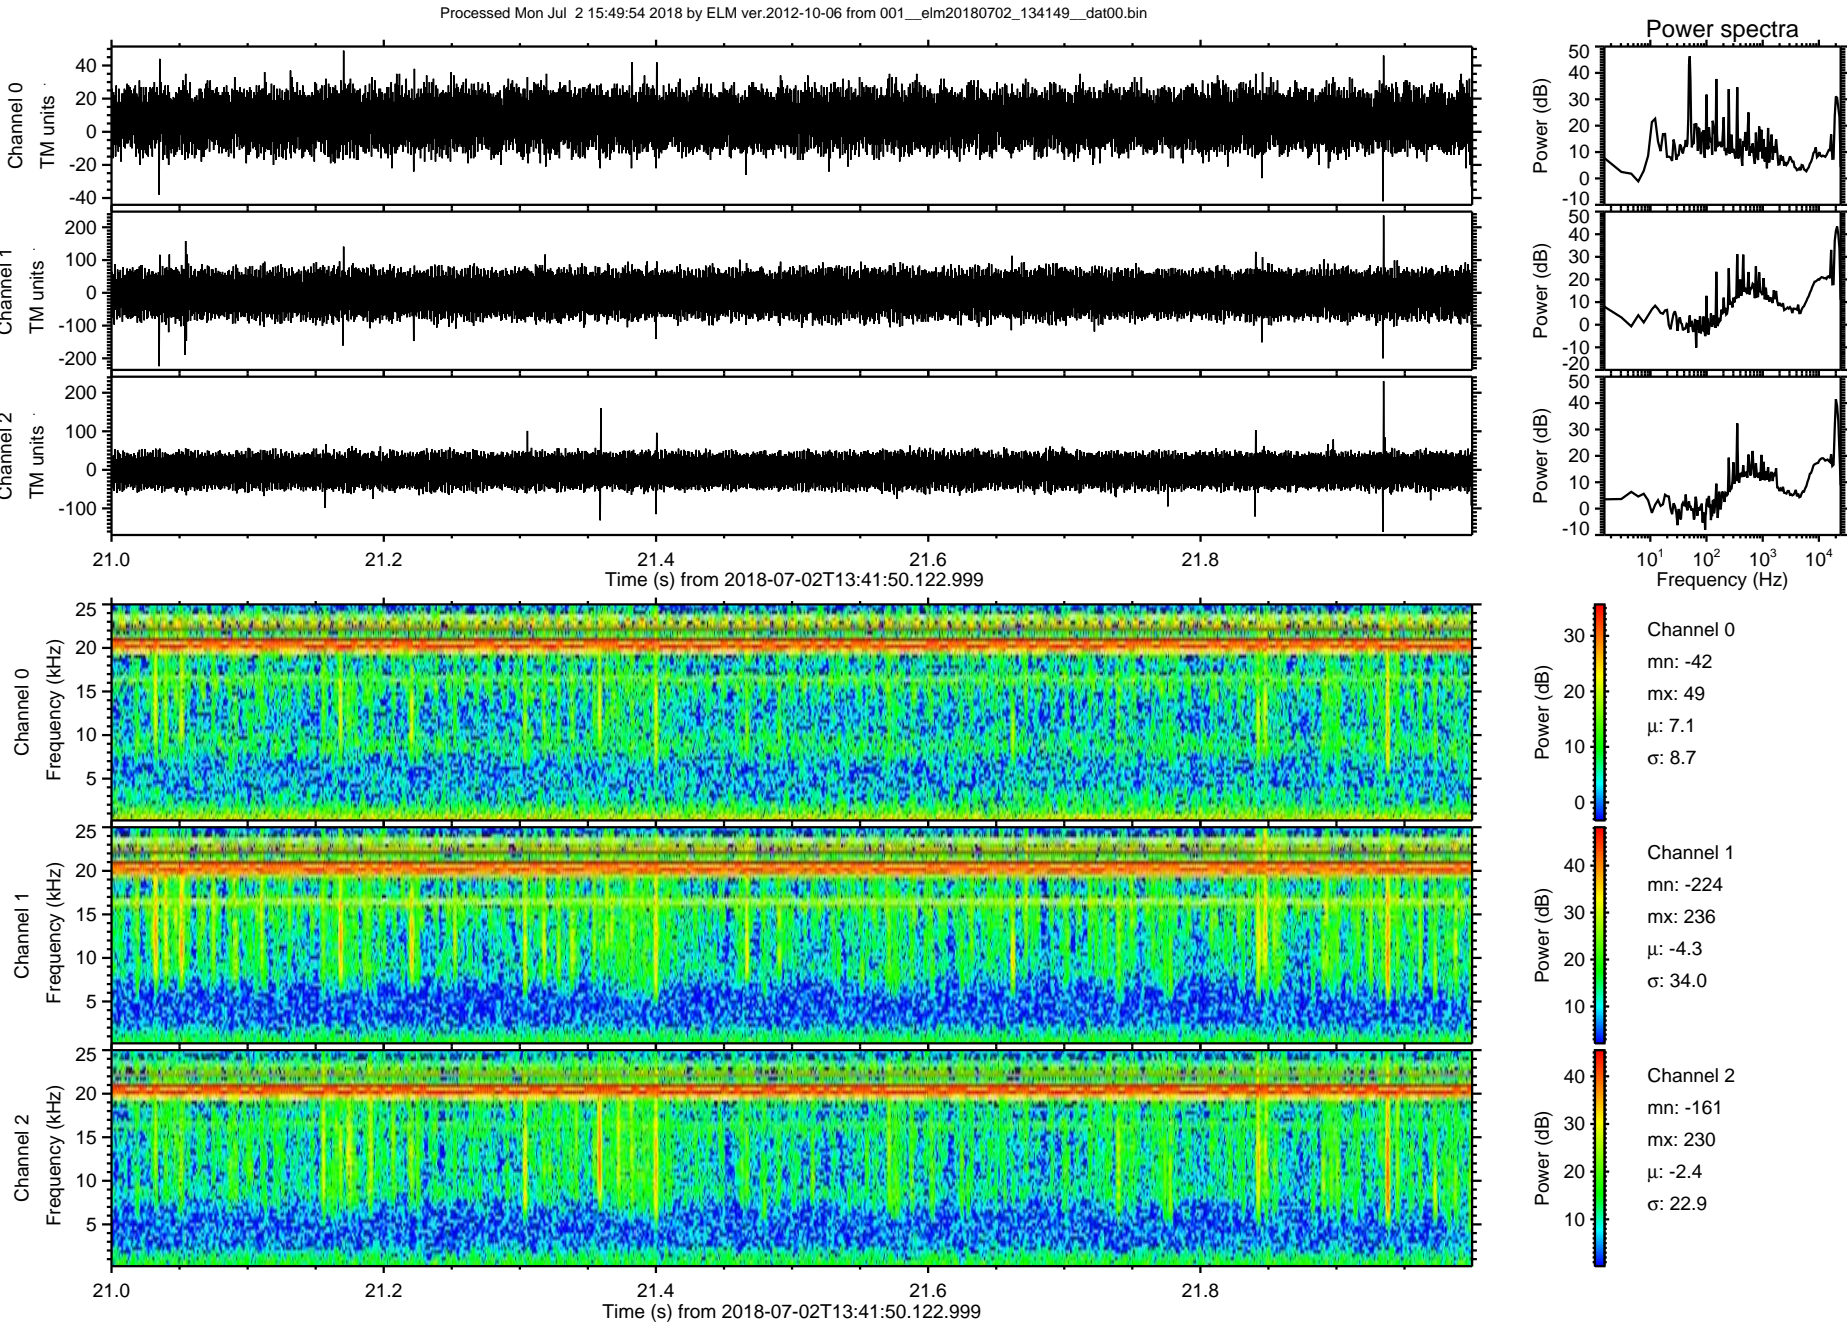 Processed Mon Jul  2 15:49:54 2018 by ELM ver.2012-10-06 from 001__elm20180702_134149__dat00.bin
Power spectra
Channel 0
TM units
40
20
0
-20
-40
Power (dB)
50
40
30
20
10
0
-10
Channel 1
TM units
200
100
0
-100
-200
Power (dB)
50
40
30
20
10
0
-10
-20
Channel 2
TM units
200
100
0
-100
Power (dB)
50
40
30
20
10
0
-10
21.0 21.2 21.4 21.6 21.8
Time (s) from 2018-07-02T13:41:50.122.999
10¹ 10² 10³ 10⁴
Frequency (Hz)
Channel 0
Frequency (kHz)
25
20
15
10
5
Power (dB)
30
20
10
0
Channel 0
mn: -42
mx: 49
μ: 7.1
σ: 8.7
Channel 1
Frequency (kHz)
25
20
15
10
5
Power (dB)
40
30
20
10
Channel 1
mn: -224
mx: 236
μ: -4.3
σ: 34.0
Channel 2
Frequency (kHz)
25
20
15
10
5
Power (dB)
40
30
20
10
Channel 2
mn: -161
mx: 230
μ: -2.4
σ: 22.9
21.0 21.2 21.4 21.6 21.8
Time (s) from 2018-07-02T13:41:50.122.999